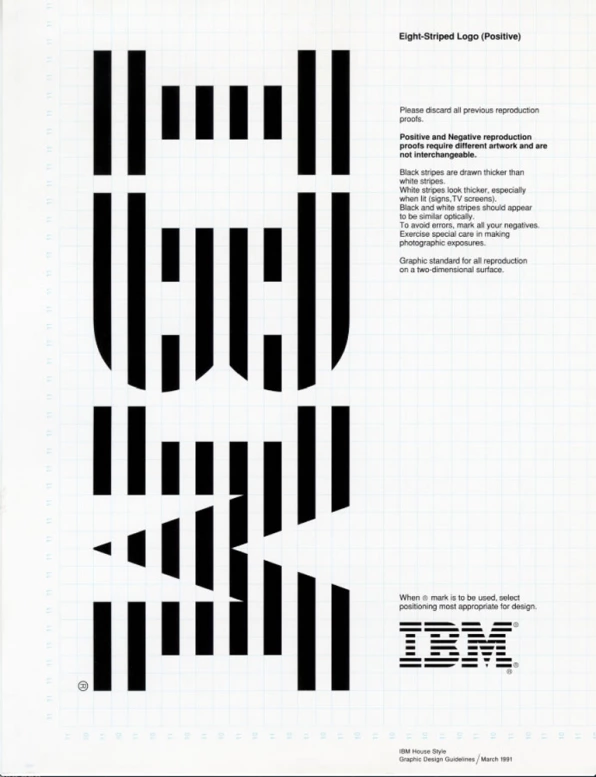 Eight-Striped Logo (Positive)
Please discard all previous reproduction
proofs.
Positive and Negative reproduction
proofs require different artwork and are
not interchangeable.
Black stripes are drawn thicker than
white stripes.
White stripes look thicker, especially
when lit (signs, TV screens).
Black and white stripes should appear
to be similar optically.
To avoid errors, mark all your negatives.
Exercise special care in making
photographic exposures.
Graphic standard for all reproduction
on a two-dimensional surface.
IBM
®
When ® mark is to be used, select
positioning most appropriate for design.
IBM®
®
®
IBM House Style
Graphic Design Guidelines / March 1991